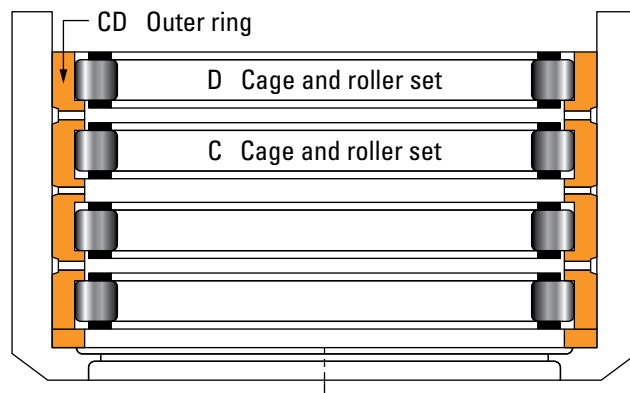 CD Outer ring
D Cage and roller set
C Cage and roller set